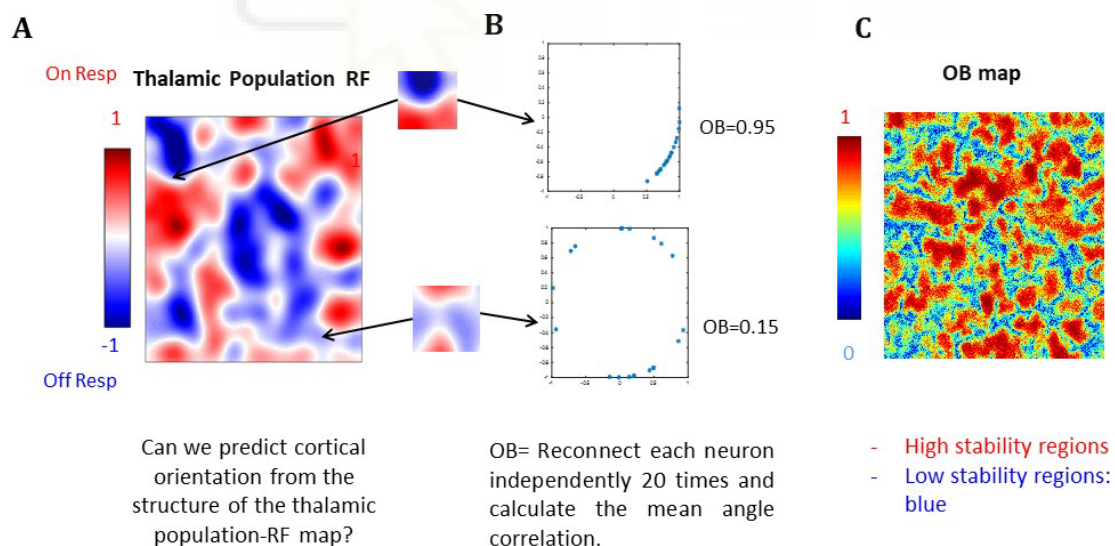 A
B
C
On Resp
Thalamic Population RF
OB map
1
1
-1
Off Resp
OB=0.95
OB=0.15
1
0
Can we predict cortical
orientation from the
structure of the thalamic
population-RF map?
OB= Reconnect each neuron
independently 20 times and
calculate the mean angle
correlation.
- High stability regions
- Low stability regions:
blue